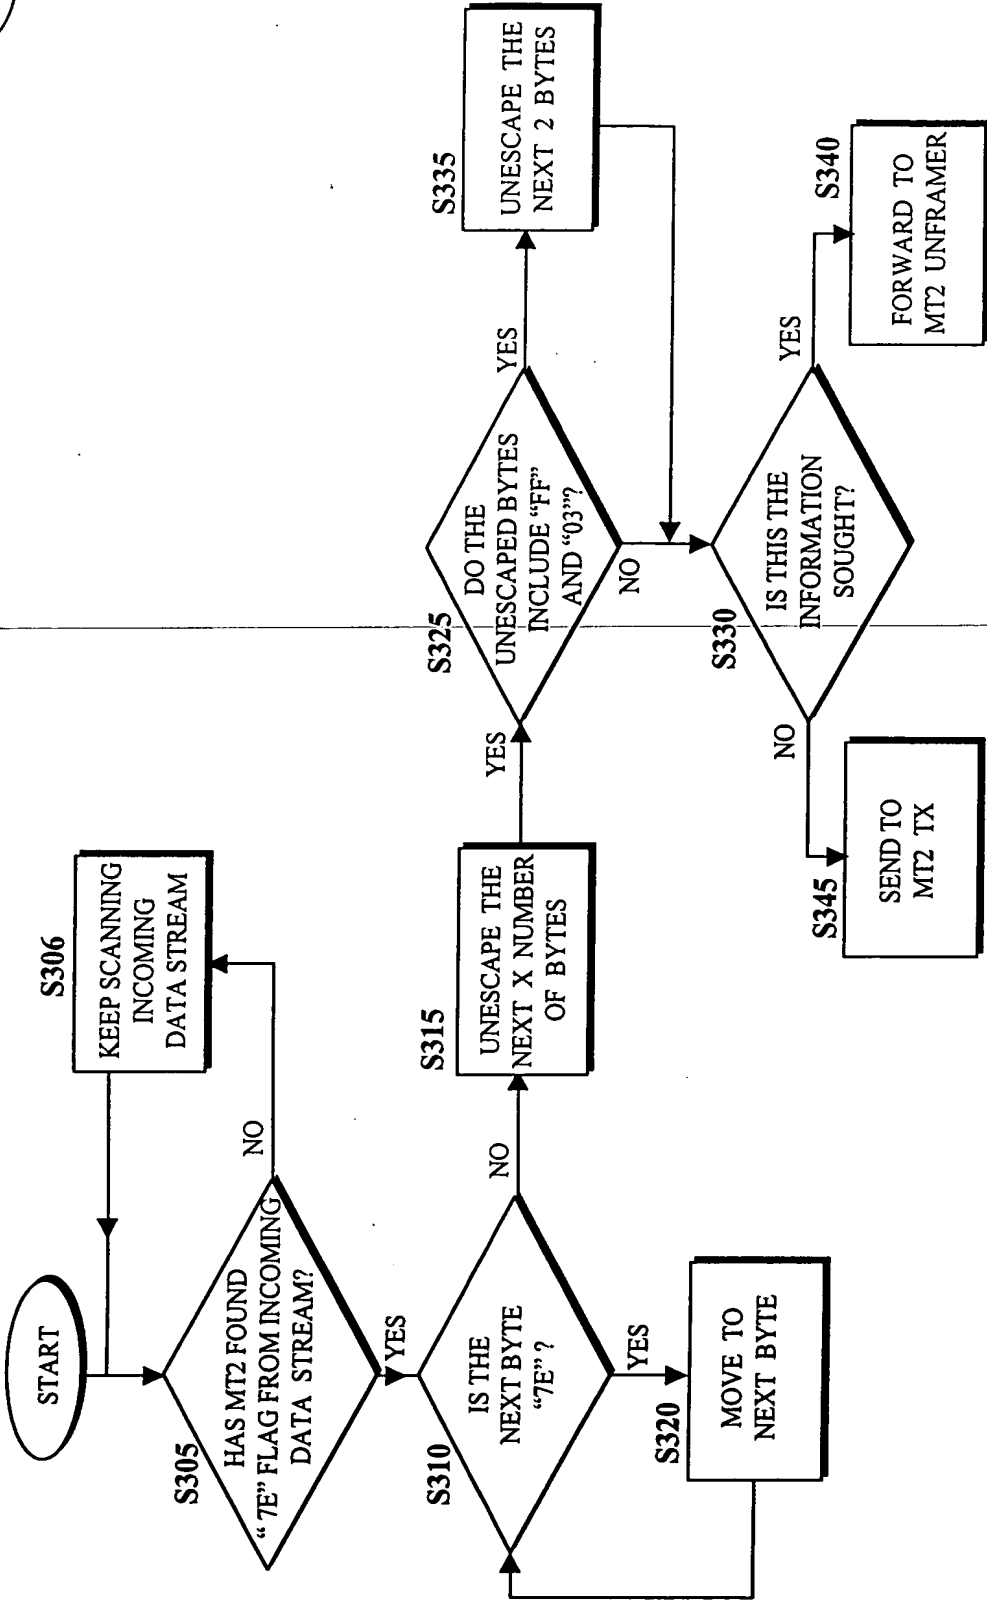 START
S305
HAS MT2 FOUND
“ 7E” FLAG FROM INCOMING
DATA STREAM?
NO
S306
KEEP SCANNING
INCOMING
DATA STREAM
YES
S310
IS THE
NEXT BYTE
“7E” ?
YES
S320
MOVE TO
NEXT BYTE
NO
S315
UNESCAPE THE
NEXT X NUMBER
OF BYTES
YES
S325
DO THE
UNESCAPED BYTES
INCLUDE “FF”
AND “03”?
YES
S335
UNESCAPE THE
NEXT 2 BYTES
NO
S330
IS THIS THE
INFORMATION
SOUGHT?
YES
S340
FORWARD TO
MT2 UNFRAMER
NO
S345
SEND TO
MT2 TX